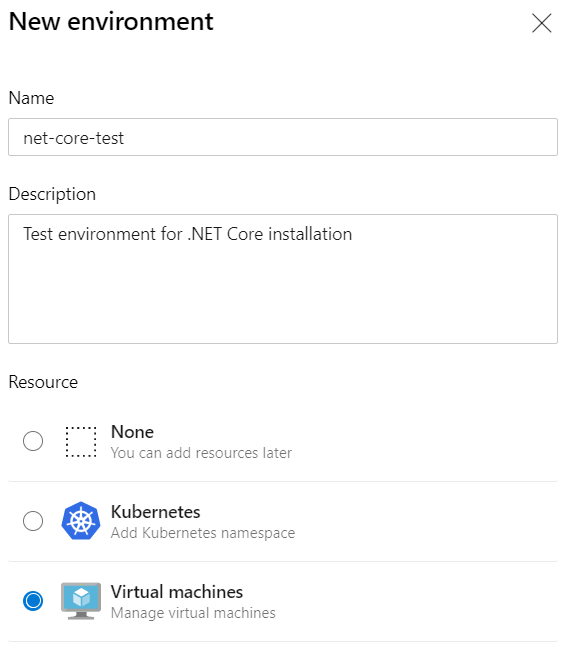 New environment
Name
net-core-test
Description
Test environment for .NET Core installation
Resource
None
You can add resources later
Kubernetes
Add Kubernetes namespace
Virtual machines
Manage virtual machines